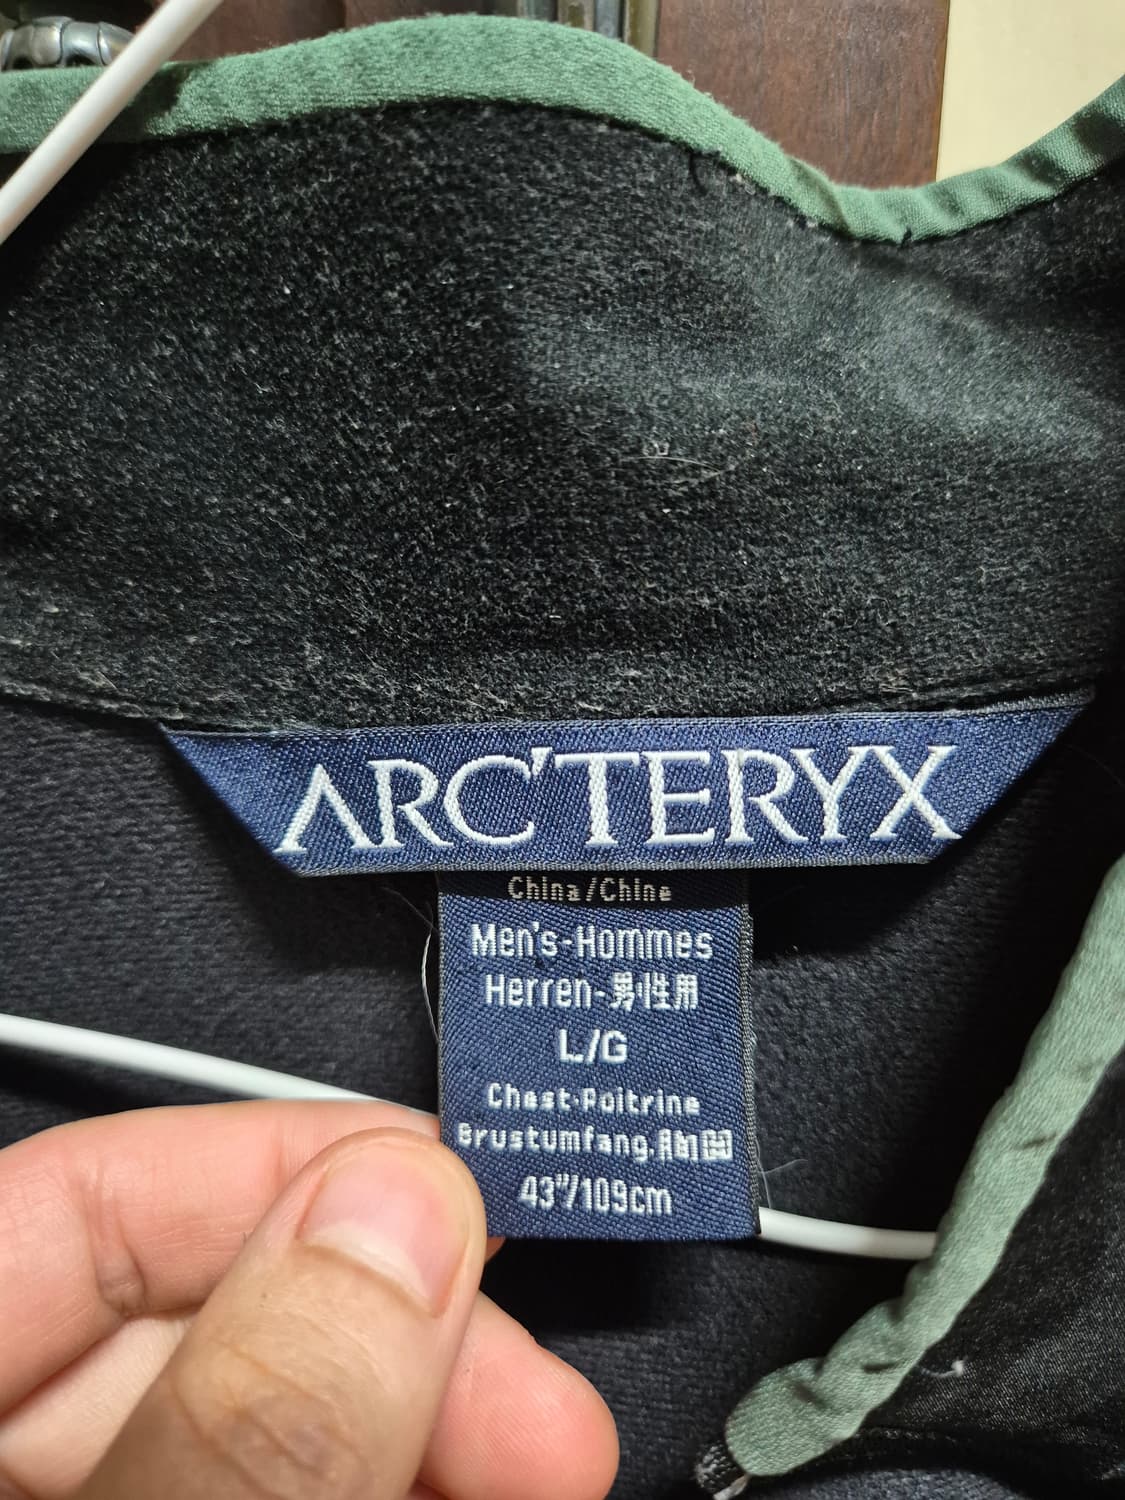 ARC'TERYX
China/Chine
Men's-Hommes
Herren-男性用
L/G
Chest-Poitrine
Brustumfang-胸囲
43"/109cm